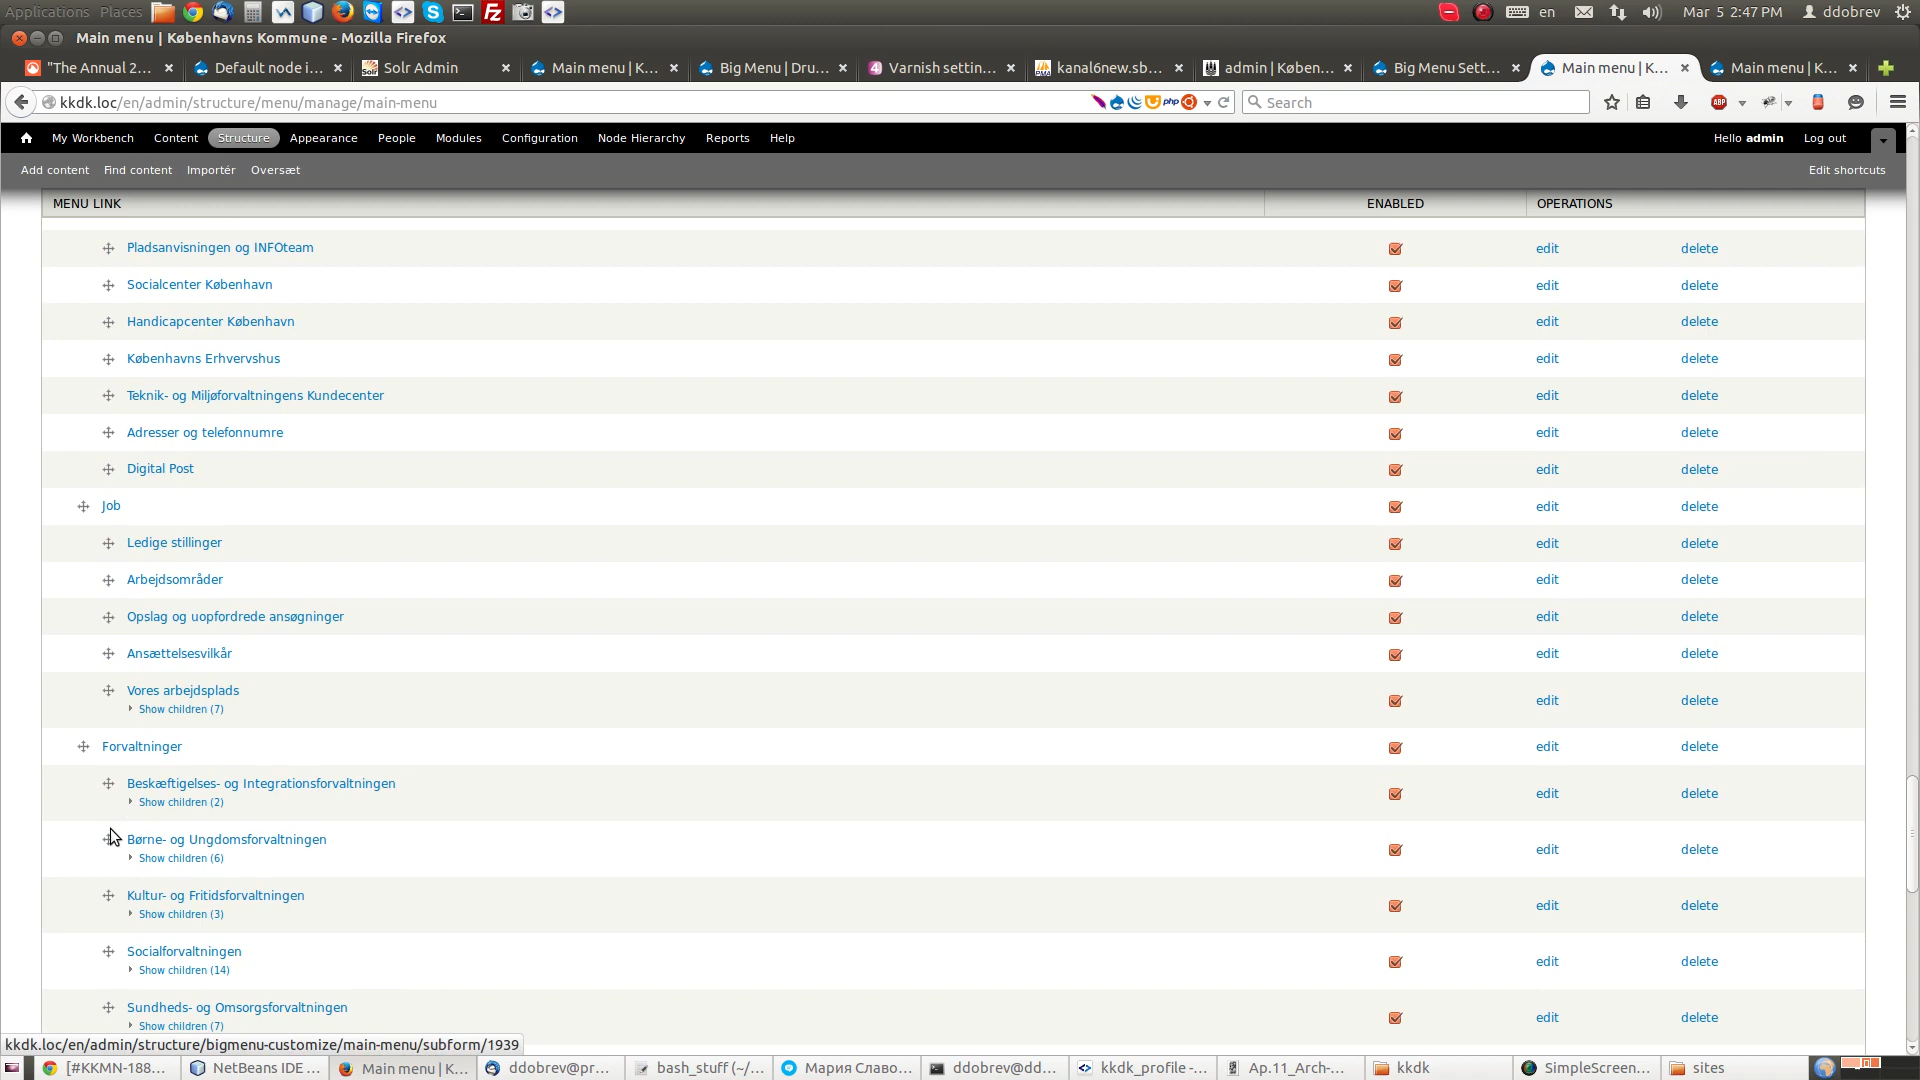 Applications Places
en Mar 5 2:47 PM ddobrev
Main menu | Københavns Kommune - Mozilla Firefox
"The Annual 2... Default node i... Solr Admin Main menu | K... Big Menu | Dru... Varnish settin... kanal6new.sb... admin | Køben... Big Menu Sett... Main menu | K... Main menu | K...
kkdk.loc/en/admin/structure/menu/manage/main-menu php Search ABP
My Workbench Content Structure Appearance People Modules Configuration Node Hierarchy Reports Help Hello admin Log out
Add content Find content Importér Oversæt Edit shortcuts
MENU LINK ENABLED OPERATIONS
Pladsanvisningen og INFOteam edit delete
Socialcenter København edit delete
Handicapcenter København edit delete
Københavns Erhvervshus edit delete
Teknik- og Miljøforvaltningens Kundecenter edit delete
Adresser og telefonnumre edit delete
Digital Post edit delete
Job edit delete
Ledige stillinger edit delete
Arbejdsområder edit delete
Opslag og uopfordrede ansøgninger edit delete
Ansættelsesvilkår edit delete
Vores arbejdsplads edit delete
Show children (7)
Forvaltninger edit delete
Beskæftigelses- og Integrationsforvaltningen edit delete
Show children (2)
Børne- og Ungdomsforvaltningen edit delete
Show children (6)
Kultur- og Fritidsforvaltningen edit delete
Show children (3)
Socialforvaltningen edit delete
Show children (14)
Sundheds- og Omsorgsforvaltningen edit delete
Show children (7)
kkdk.loc/en/admin/structure/bigmenu-customize/main-menu/subform/1939
[#KKMN-188... NetBeans IDE ... Main menu | K... ddobrev@pr... bash_stuff (~/... Мария Славо... ddobrev@dd... kkdk_profile -... Ap.11_Arch-... kkdk SimpleScreen... sites